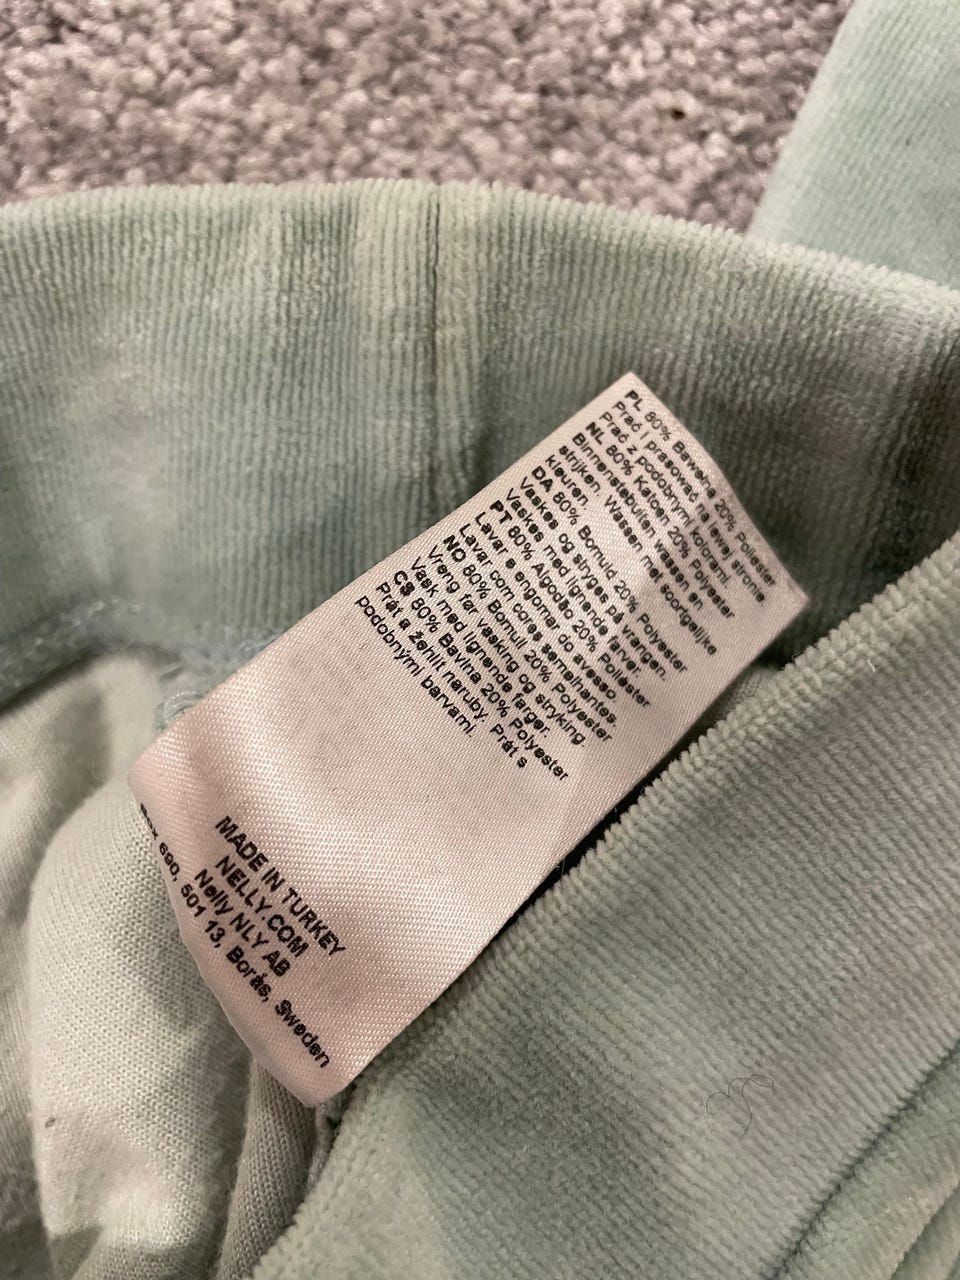 PL 80% Bawełna 20% Poliester
Prać i prasować na lewej stronie.
Prać z podobnymi kolorami.
NL 80% Katoen 20% Polyester
Binnenstebuiten wassen en
strijken. Wassen met soorgelijke
kleuren.
DA 80% Bomuld 20% Polyester
Vaskes og stryges på vrangen.
Vaskes med lignende farver.
PT 80% Algodão 20% Poliester
Lavar e engomar do avesso.
Lavar com cores semelhantes.
NO 80% Bomull 20% Polyester
Vreng før vasking og stryking.
Vask med lignende farger.
CS 80% Bavlna 20% Polyester
Prát a žehlit naruby. Prát s
podobnými barvami.
MADE IN TURKEY
NELLY.COM
Nelly NLY AB
Box 690, 501 13, Borås, Sweden